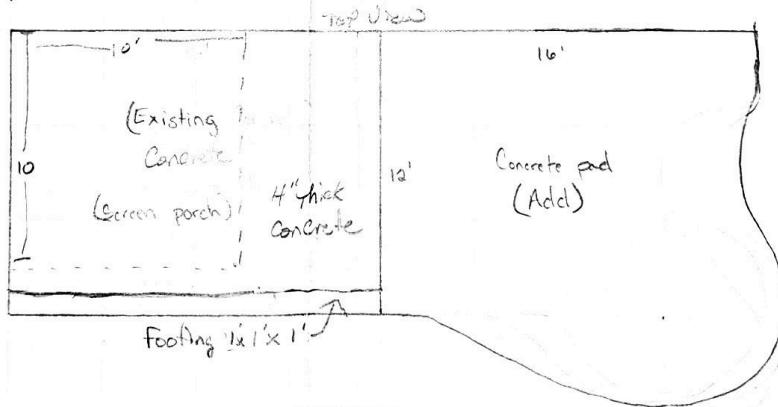 Top View
10'
16'
(Existing
Concrete
(Screen porch)
10
4" thick
Concrete
12'
Concrete pad
(Add)
Footing 1'x 1' x 1'